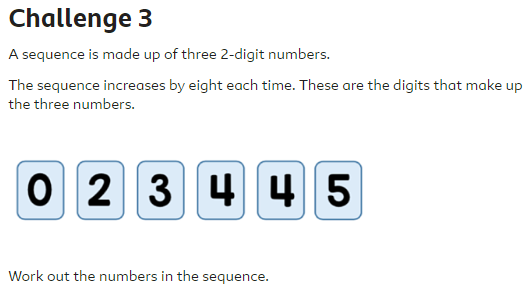 Challenge 3
A sequence is made up of three 2-digit numbers.
The sequence increases by eight each time. These are the digits that make up
the three numbers.
0 2 3 4 4 5
Work out the numbers in the sequence.